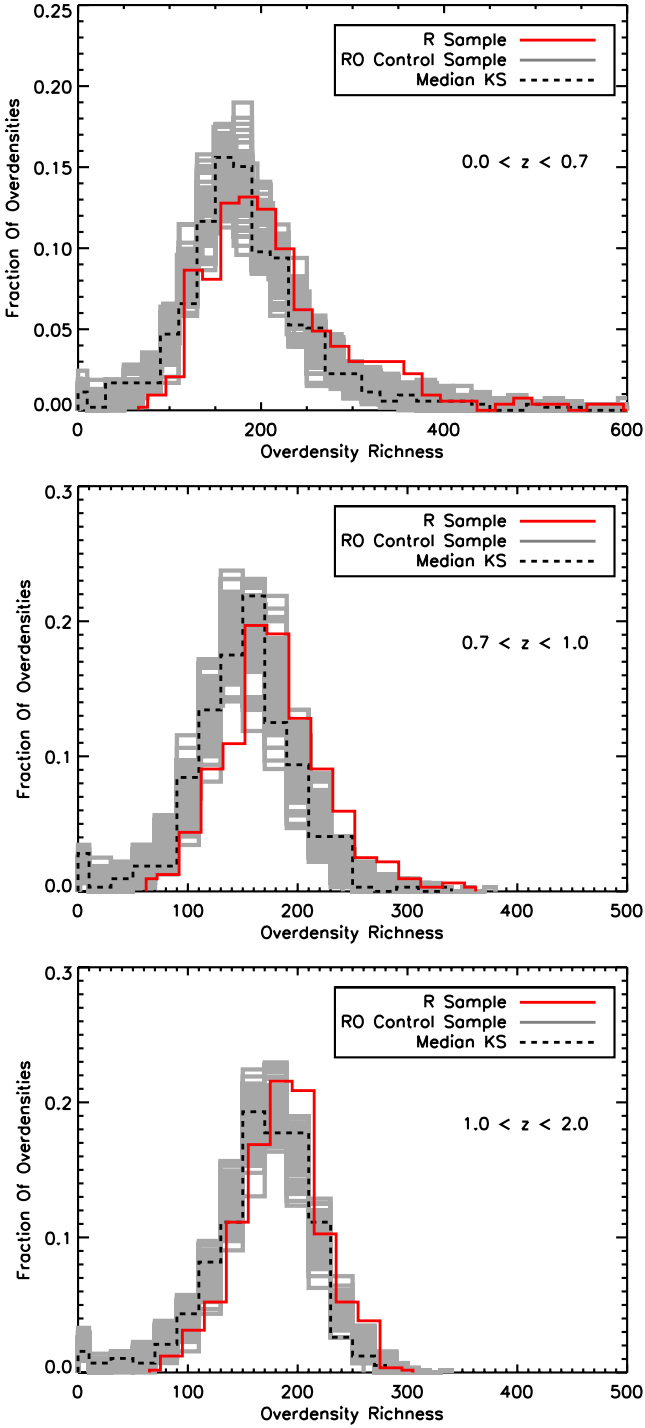 0.25
0.20
0.15
0.10
0.05
0.00
Fraction Of Overdensities
R Sample
RO Control Sample
Median KS
0.0 < z < 0.7
0 200 400 600
Overdensity Richness
0.3
0.2
0.1
0.0
Fraction Of Overdensities
R Sample
RO Control Sample
Median KS
0.7 < z < 1.0
0 100 200 300 400 500
Overdensity Richness
0.3
0.2
0.1
0.0
Fraction Of Overdensities
R Sample
RO Control Sample
Median KS
1.0 < z < 2.0
0 100 200 300 400 500
Overdensity Richness